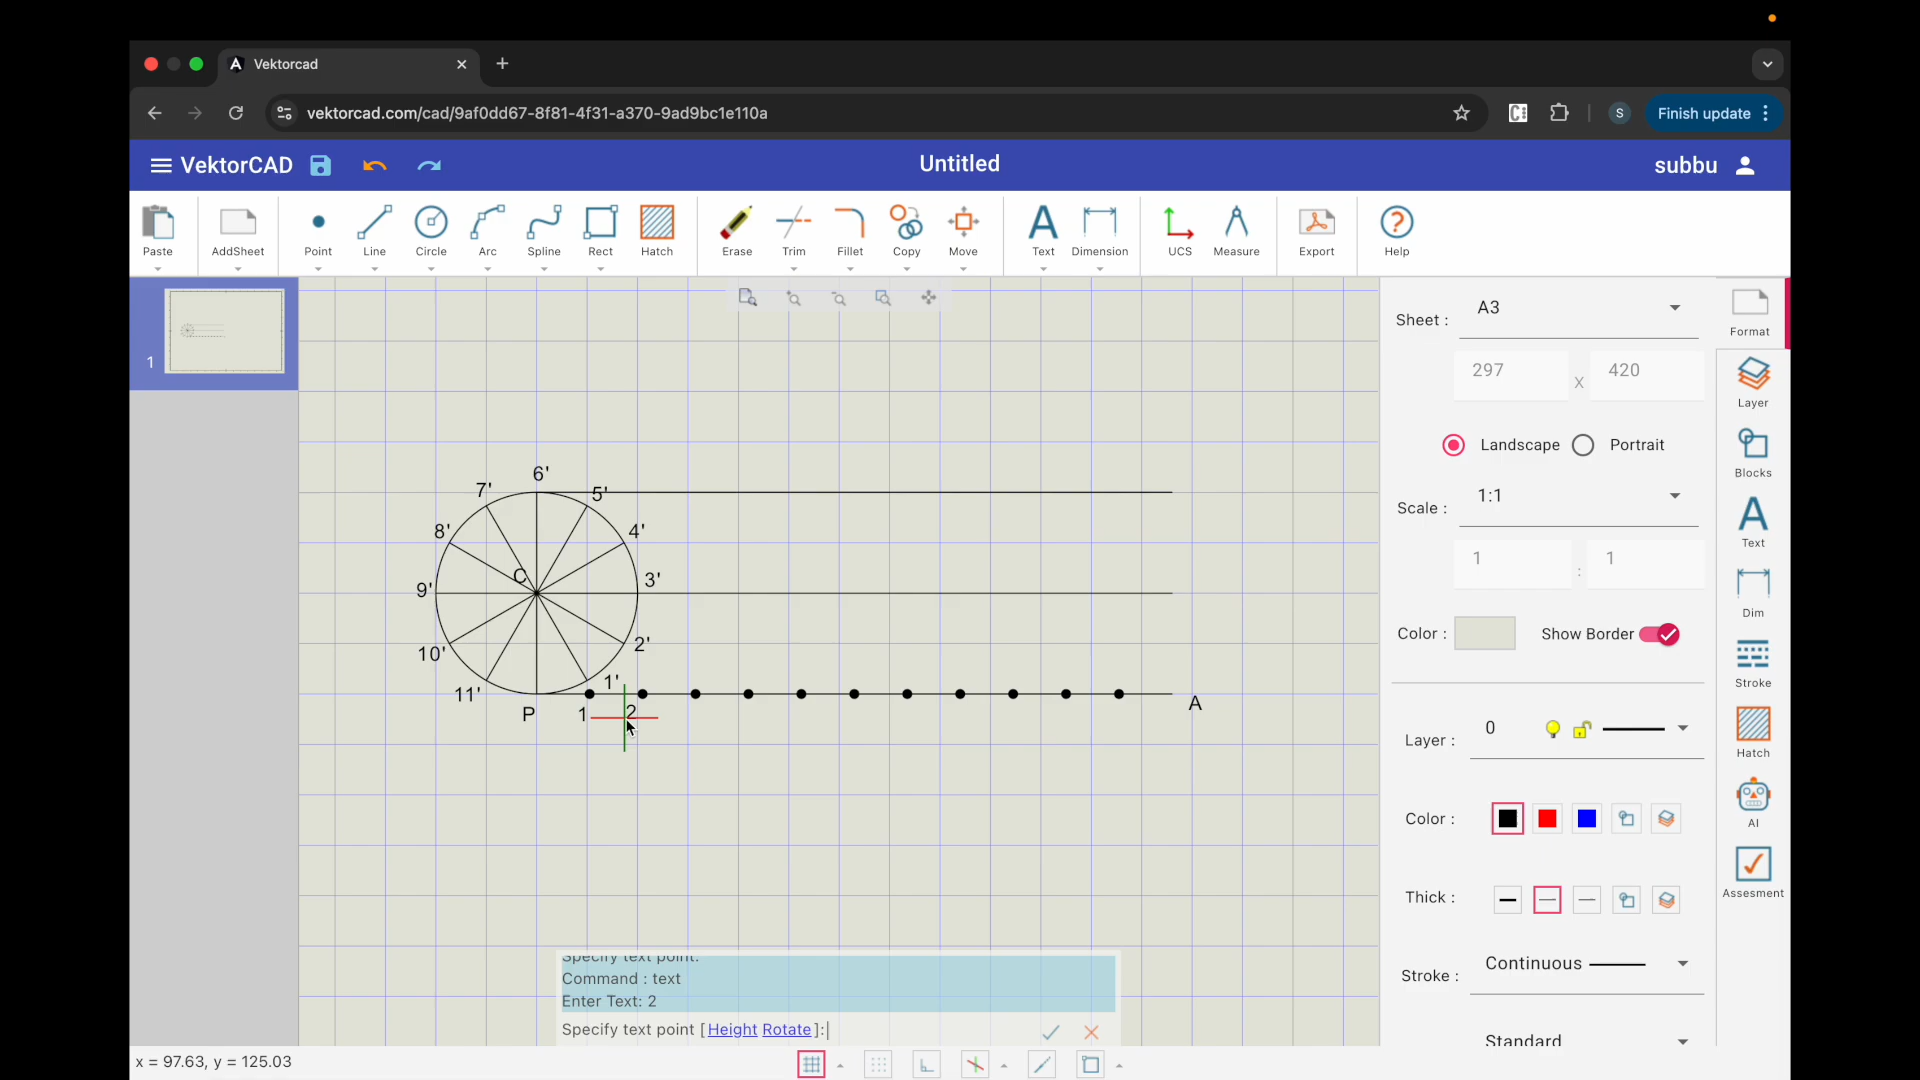 Vektorcad
vektorcad.com/cad/9af0dd67-8f81-4f31-a370-9ad9bc1e110a
S
Finish update
VektorCAD
Untitled
subbu
Paste
AddSheet
Point
Line
Circle
Arc
Spline
Rect
Hatch
Erase
Trim
Fillet
Copy
Move
Text
Dimension
UCS
Measure
Export
Help
1
6'
7'
5'
8'
4'
C
3'
9'
2'
10'
1'
11'
P
1
2
A
Sheet :
A3
297
X
420
Landscape
Portrait
Scale :
1:1
1
:
1
Color :
Show Border
Layer :
0
Color :
Thick :
Stroke :
Continuous
Standard
Format
Layer
Blocks
Text
Dim
Stroke
Hatch
AI
Assesment
Specify text point:
Command : text
Enter Text: 2
Specify text point [Height Rotate]:
x = 97.63, y = 125.03